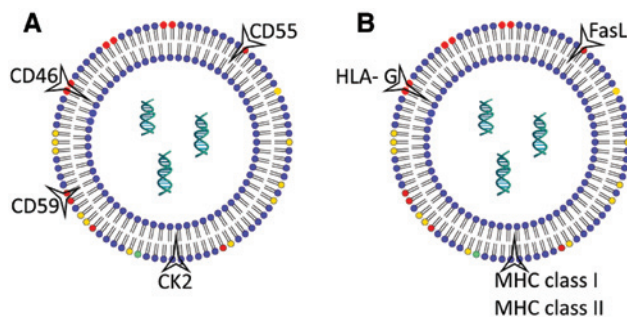 A
CD55
CD46
CD59
CK2
B
FasL
HLA- G
MHC class I
MHC class II